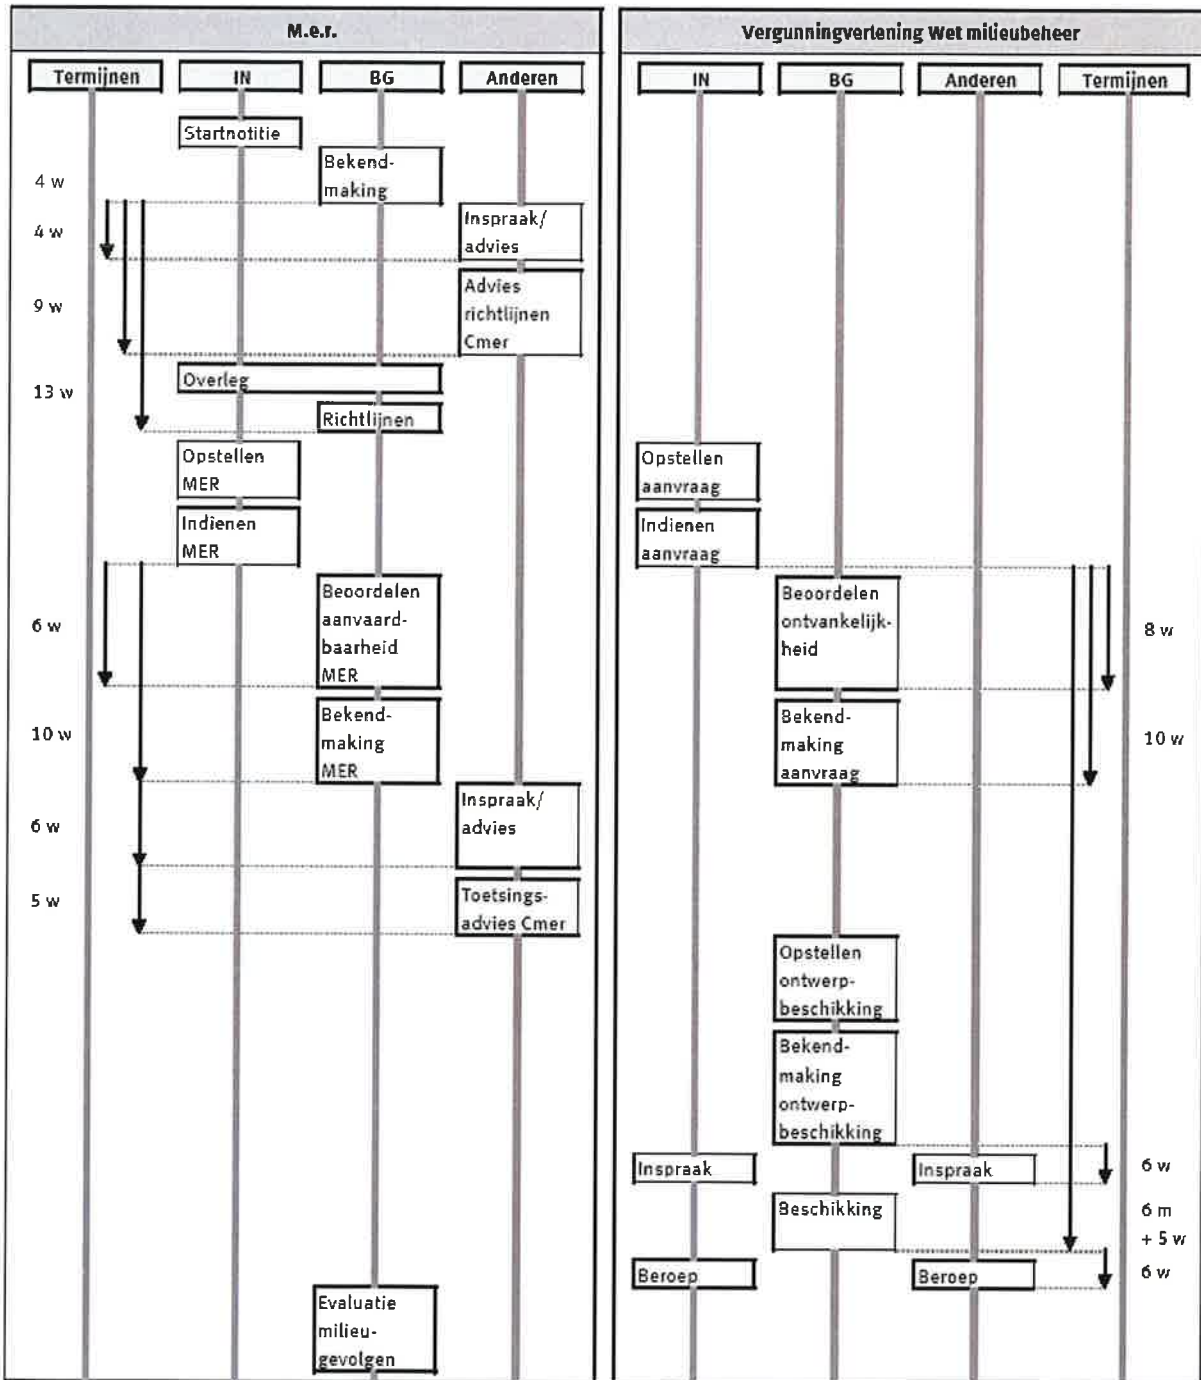 M.e.r.
Termijnen
IN
BG
Anderen
Startnotitie
Bekend-
making
4 w
Inspraak/
advies
4 w
Advies
richtlijnen
Cmer
9 w
Overleg
13 w
Richtlijnen
Opstellen
MER
Indienen
MER
Beoordelen
aanvaard-
baarheid
MER
6 w
Bekend-
making
MER
10 w
Inspraak/
advies
6 w
Toetsings-
advies Cmer
5 w
Evaluatie
milieu-
gevolgen
Vergunningverlening Wet milieubeheer
IN
BG
Anderen
Termijnen
Opstellen
aanvraag
Indienen
aanvraag
Beoordelen
ontvankelijk-
heid
8 w
Bekend-
making
aanvraag
10 w
Opstellen
ontwerp-
beschikking
Bekend-
making
ontwerp-
beschikking
Inspraak
Inspraak
6 w
Beschikking
6 m
+ 5 w
Beroep
Beroep
6 w